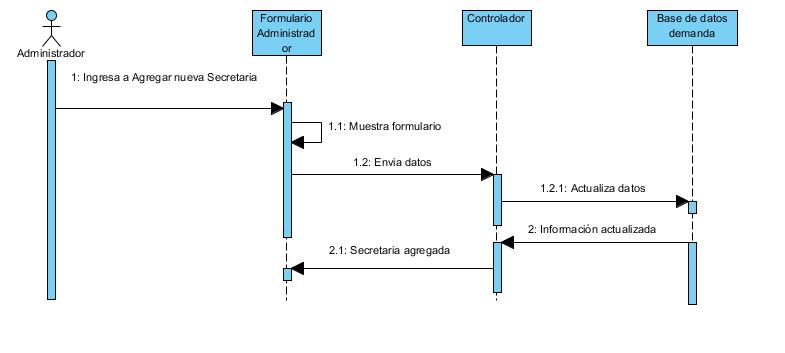 Administrador
Formulario
Administrad
or
Controlador
Base de datos
demanda
1: Ingresa a Agregar nueva Secretaria
1.1: Muestra formulario
1.2: Envia datos
1.2.1: Actualiza datos
2: Información actualizada
2.1: Secretaria agregada